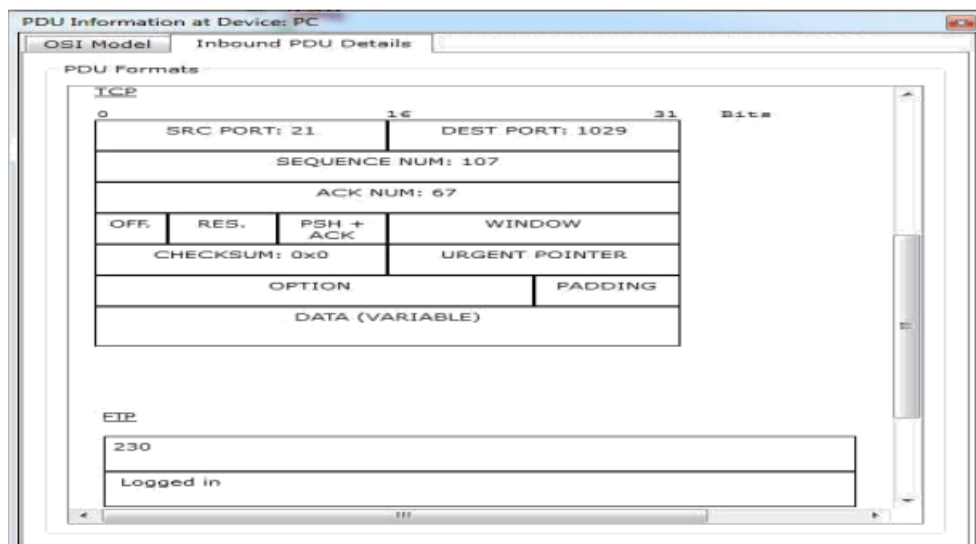 PDU Information at Device: PC
OSI Model Inbound PDU Details
PDU Formats
TCP
0 16 31 Bits
SRC PORT: 21 DEST PORT: 1029
SEQUENCE NUM: 107
ACK NUM: 67
OFF. RES. PSH + ACK WINDOW
CHECKSUM: 0x0 URGENT POINTER
OPTION PADDING
DATA (VARIABLE)
FTP
230
Logged in